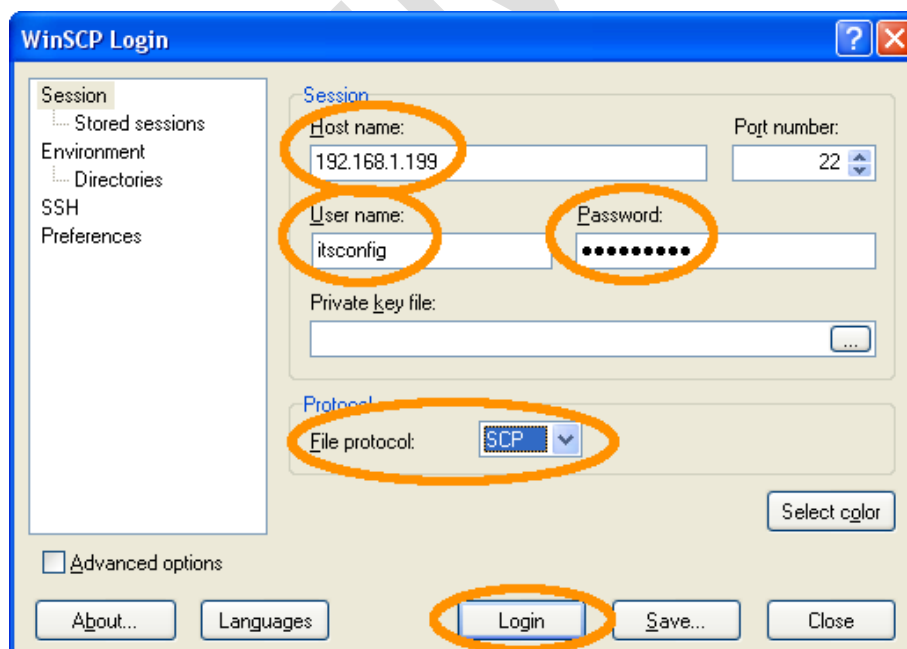 WinSCP Login
Session
Stored sessions
Environment
Directories
SSH
Preferences
Session
Host name:
Port number:
192.168.1.199
22
User name:
Password:
itsconfig
●●●●●●●●●
Private key file:
...
Protocol
File protocol:
SCP
Select color
Advanced options
About...
Languages
Login
Save...
Close